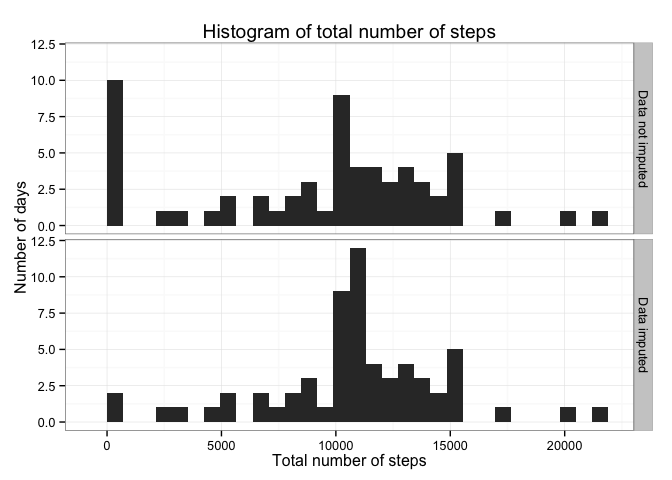 Histogram of total number of steps
12.5
10.0
7.5
5.0
2.5
0.0
Data not imputed
Number of days
12.5
10.0
7.5
5.0
2.5
0.0
Data imputed
0 5000 10000 15000 20000
Total number of steps